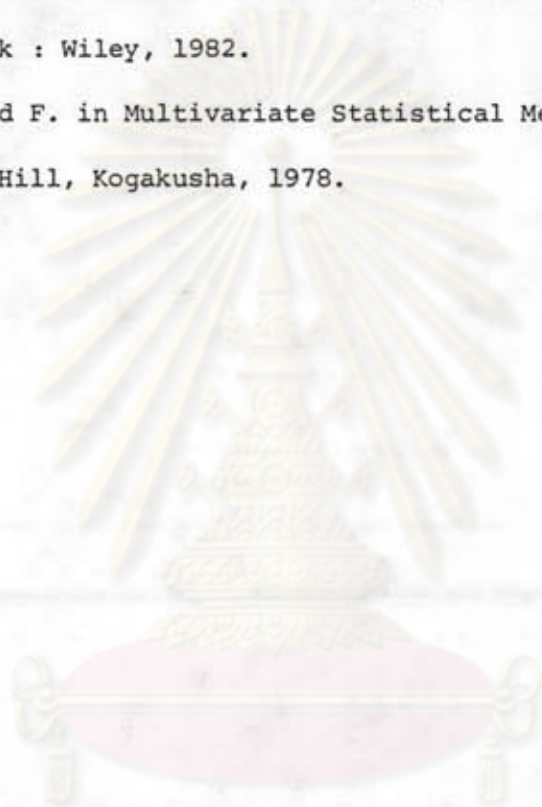 k : Wiley, 1982.
d F. in Multivariate Statistical Me
Hill, Kogakusha, 1978.